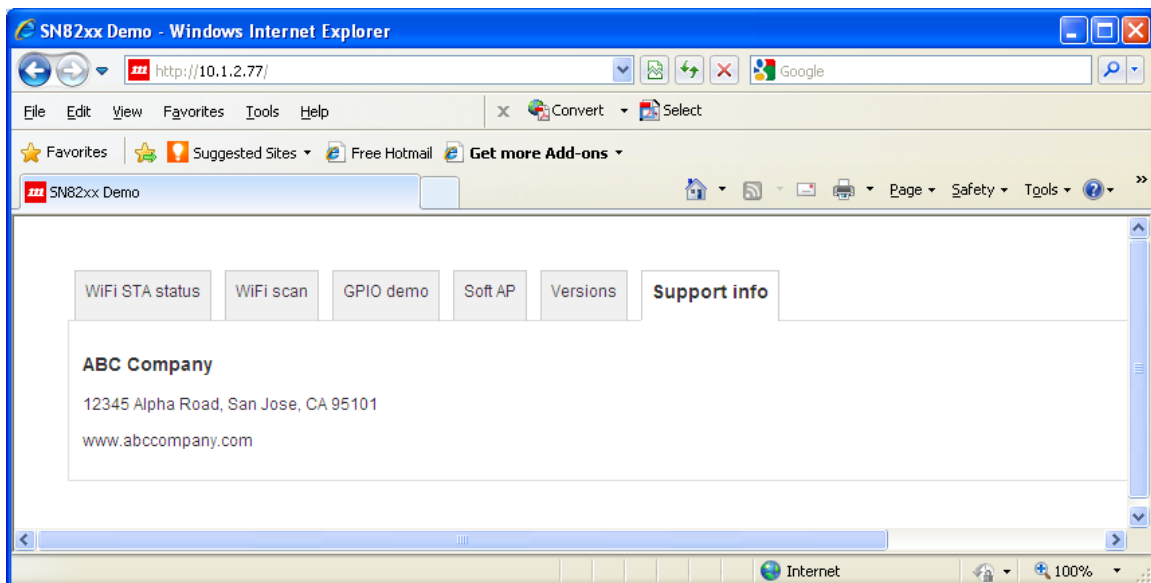 SN82xx Demo - Windows Internet Explorer
http://10.1.2.77/
Google
File Edit View Favorites Tools Help x Convert Select
Favorites Suggested Sites Free Hotmail Get more Add-ons
SN82xx Demo Page Safety Tools »
WiFi STA status WiFi scan GPIO demo Soft AP Versions Support info
ABC Company
12345 Alpha Road, San Jose, CA 95101
www.abccompany.com
Internet 100%